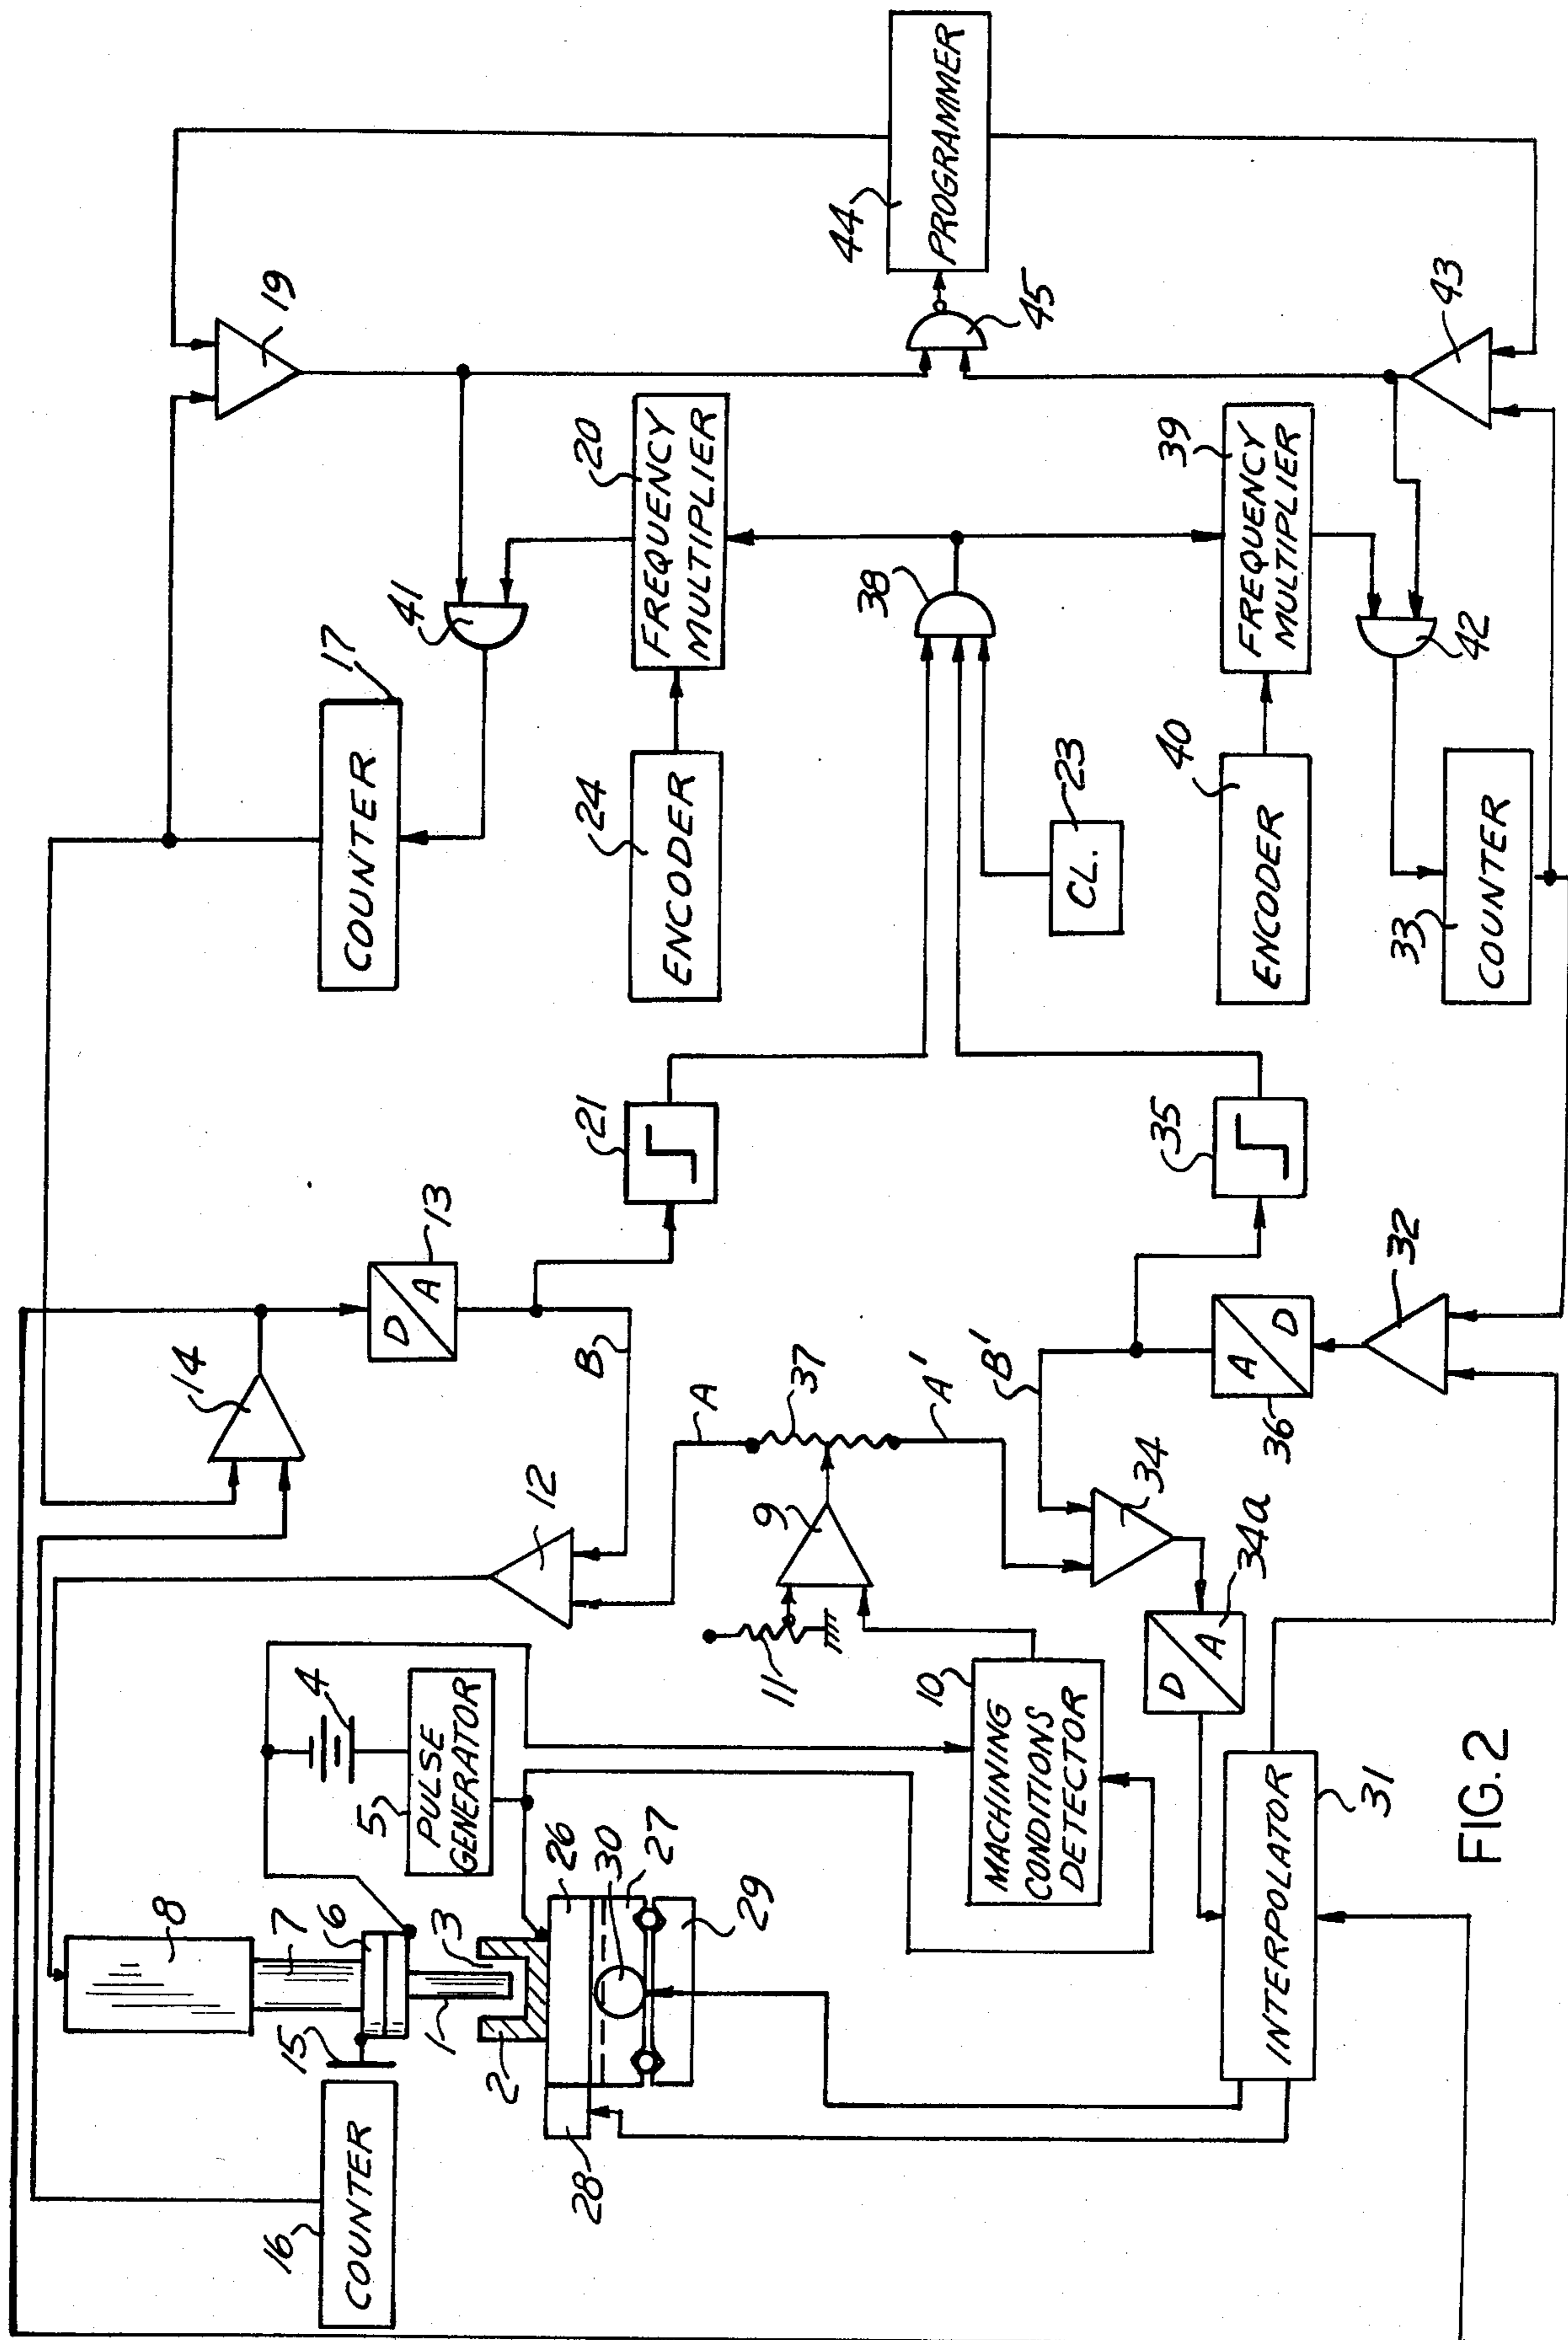 16
COUNTER
15
8
7
6
1
3
2
28
26
30
27
29
5
PULSE
GENERATOR
4
10
MACHINING
CONDITIONS
DETECTOR
11
9
12
14
D
A
13
B
A
37
A'
B'
34
D
A
34a
INTERPOLATOR
31
A
D
36
32
21
35
COUNTER
17
24
ENCODER
20
FREQUENCY
MULTIPLIER
41
19
38
CL.
23
40
ENCODER
39
FREQUENCY
MULTIPLIER
42
33
COUNTER
43
45
44
PROGRAMMER
FIG. 2